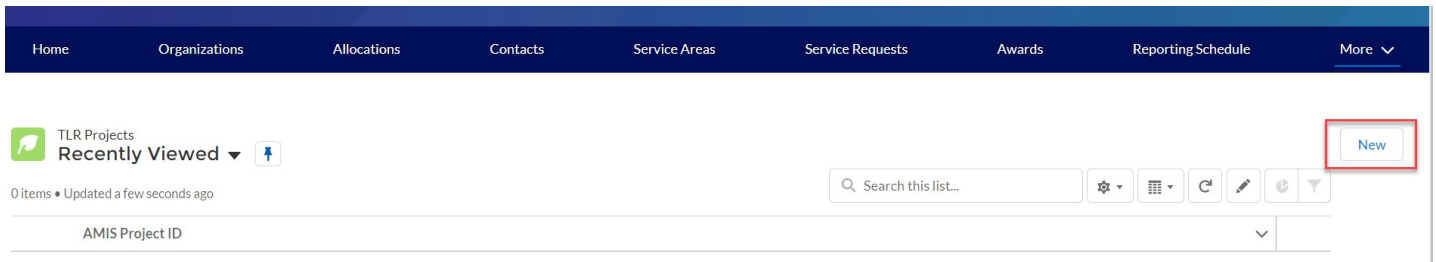 Home Organizations Allocations Contacts Service Areas Service Requests Awards Reporting Schedule More
TLR Projects
Recently Viewed
New
0 items • Updated a few seconds ago
Search this list...
AMIS Project ID